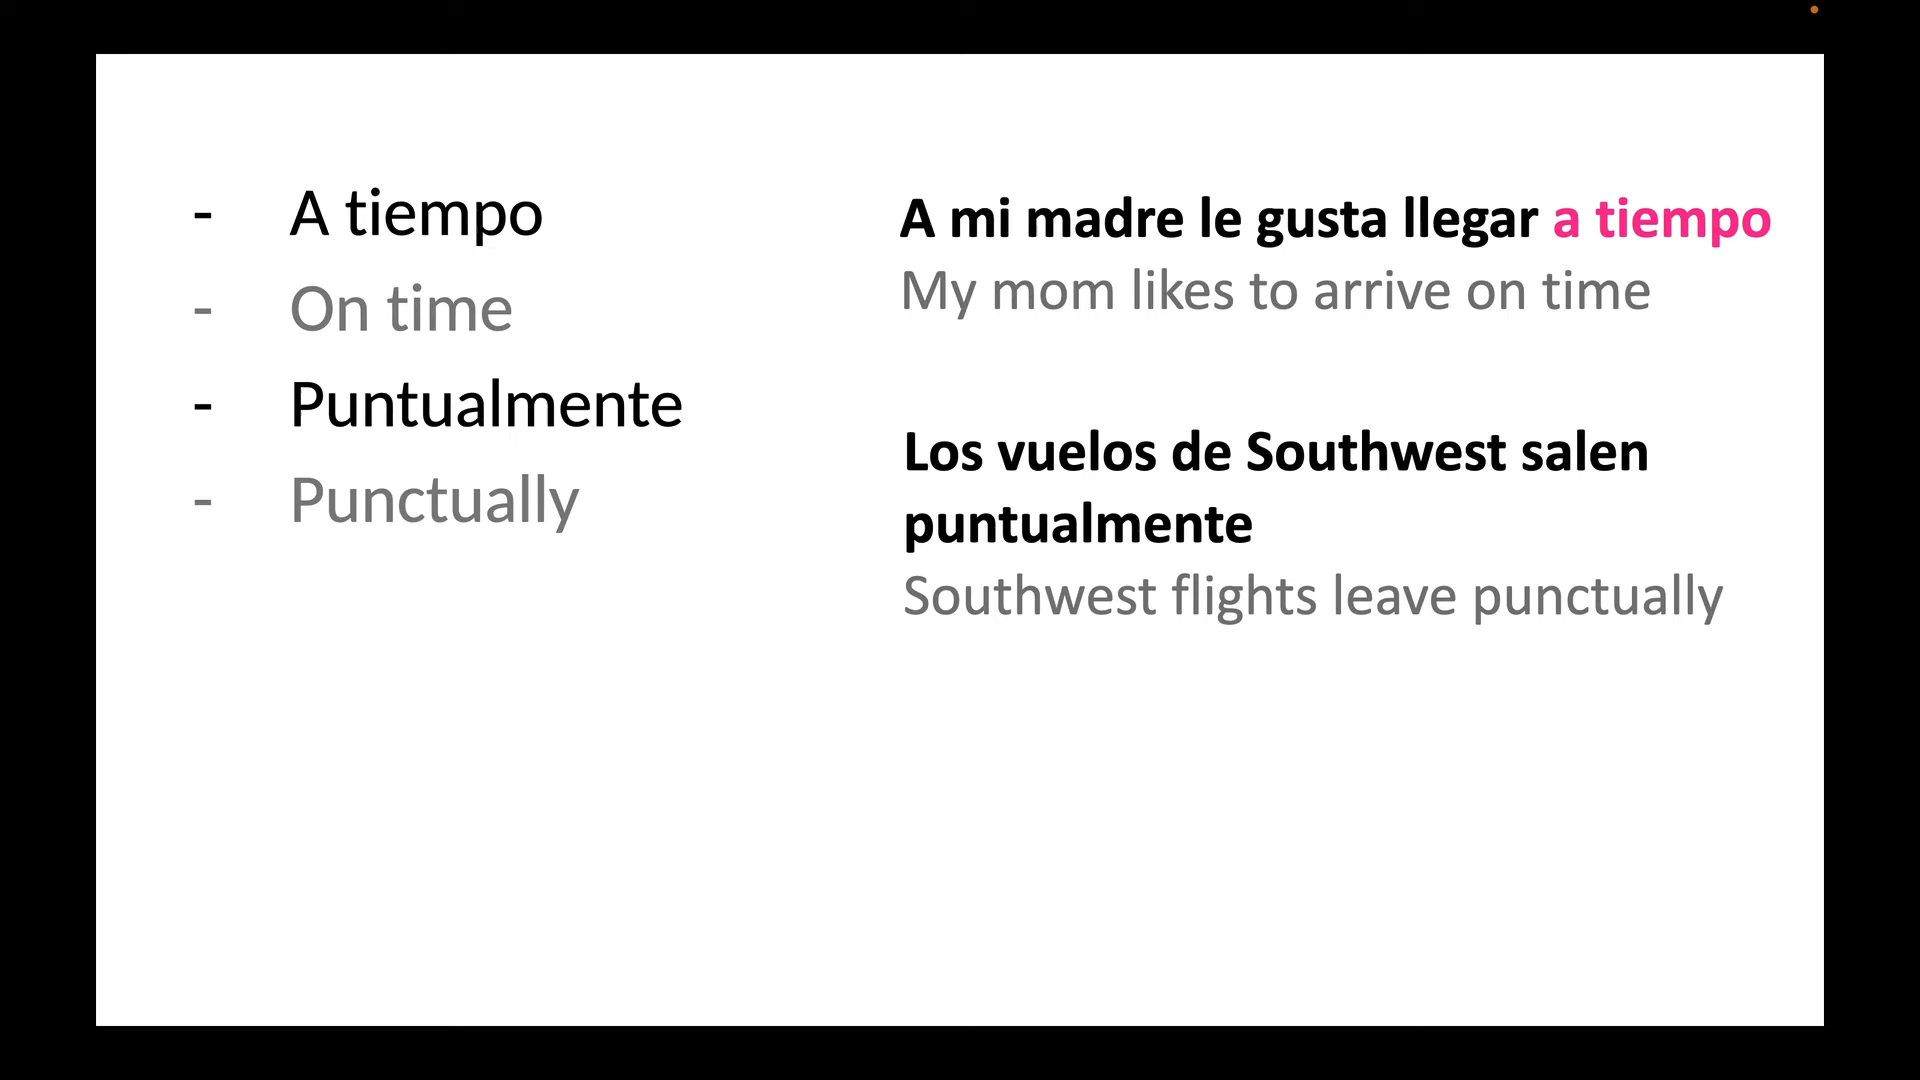 - A tiempo
- On time
- Puntualmente
- Punctually
A mi madre le gusta llegar a tiempo
My mom likes to arrive on time
Los vuelos de Southwest salen
puntualmente
Southwest flights leave punctually